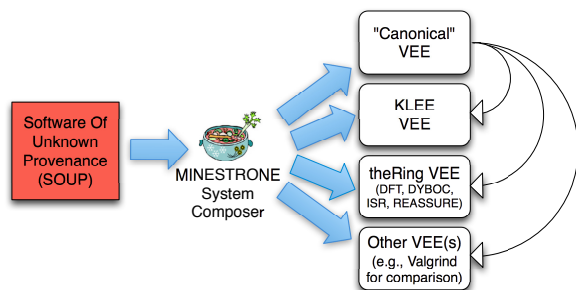 Software Of
Unknown
Provenance
(SOUP)
MINESTRONE
System
Composer
"Canonical"
VEE
KLEE
VEE
theRing VEE
(DFT, DYBOC,
ISR, REASSURE)
Other VEE(s)
(e.g., Valgrind
for comparison)